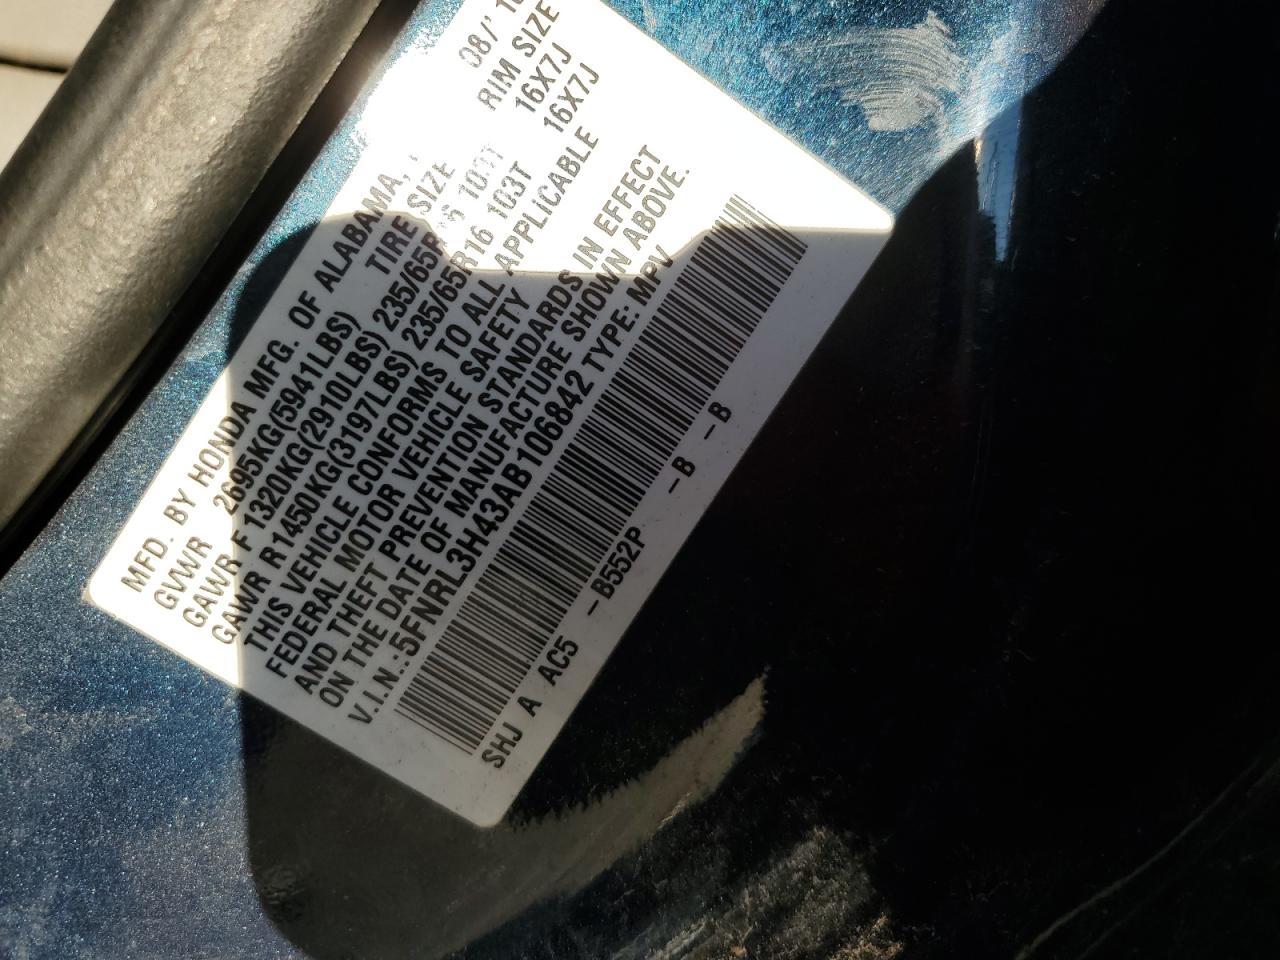 MFD. BY HONDA MFG. OF ALABAMA,
GVWR 2695KG(5941LBS) TIRE SIZE RIM SIZE
GAWR F 1320KG(2910LBS) 235/65R16 103T 16X7J
GAWR R1450KG(3197LBS) 235/65R16 103T 16X7J
THIS VEHICLE CONFORMS TO ALL APPLICABLE
FEDERAL MOTOR VEHICLE SAFETY
AND THEFT PREVENTION STANDARDS IN EFFECT
ON THE DATE OF MANUFACTURE SHOWN ABOVE.
V.I.N.: 5FNRL3H43AB106842 TYPE: MPV
SHJ A AC5 -B552P -B -B